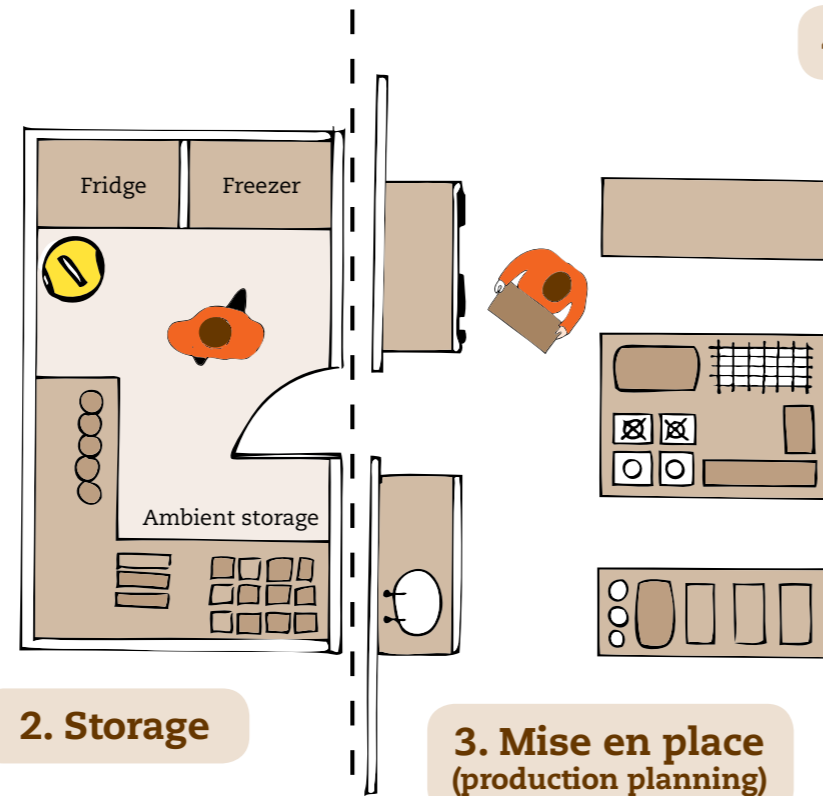 Fridge
Freezer
Ambient storage
2. Storage
3. Mise en place
(production planning)